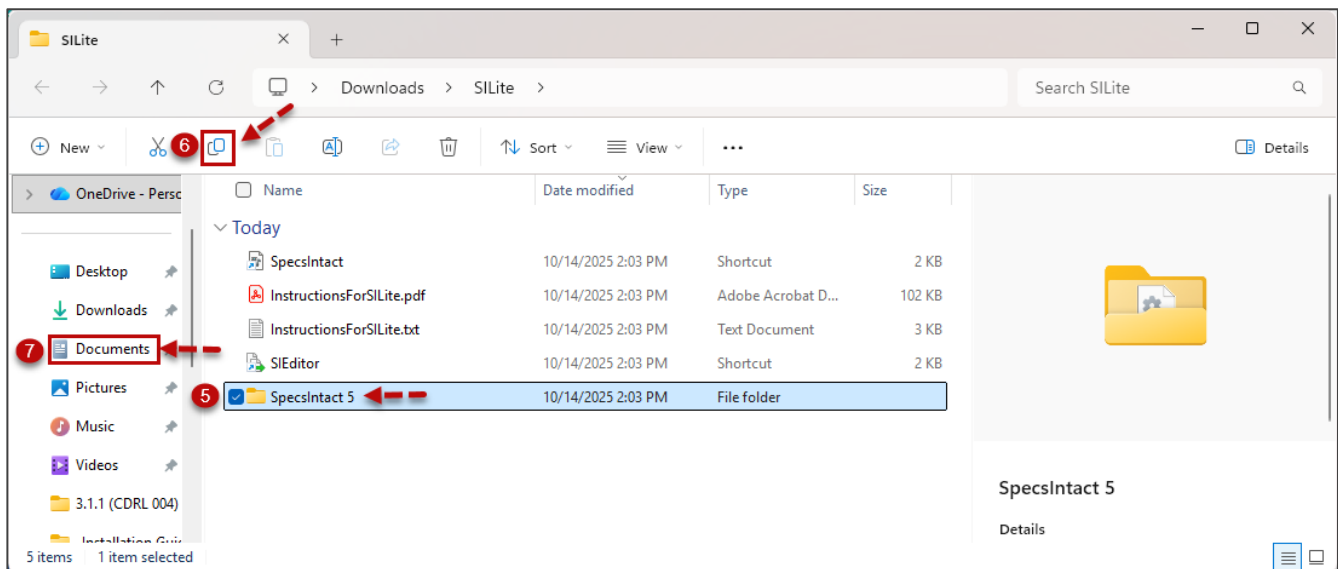 SILite
Downloads > SILite >
Search SILite
6
New
Sort
View
Details
OneDrive - Perso
Name
Date modified
Type
Size
Today
SpecsIntact 10/14/2025 2:03 PM Shortcut 2 KB
Desktop
InstructionsForSILite.pdf 10/14/2025 2:03 PM Adobe Acrobat D... 102 KB
Downloads
InstructionsForSILite.txt 10/14/2025 2:03 PM Text Document 3 KB
7 Documents
SIEditor 10/14/2025 2:03 PM Shortcut 2 KB
Pictures
5 SpecsIntact 5 10/14/2025 2:03 PM File folder
Music
Videos
3.1.1 (CDRL 004)
SpecsIntact 5
Details
5 items 1 item selected